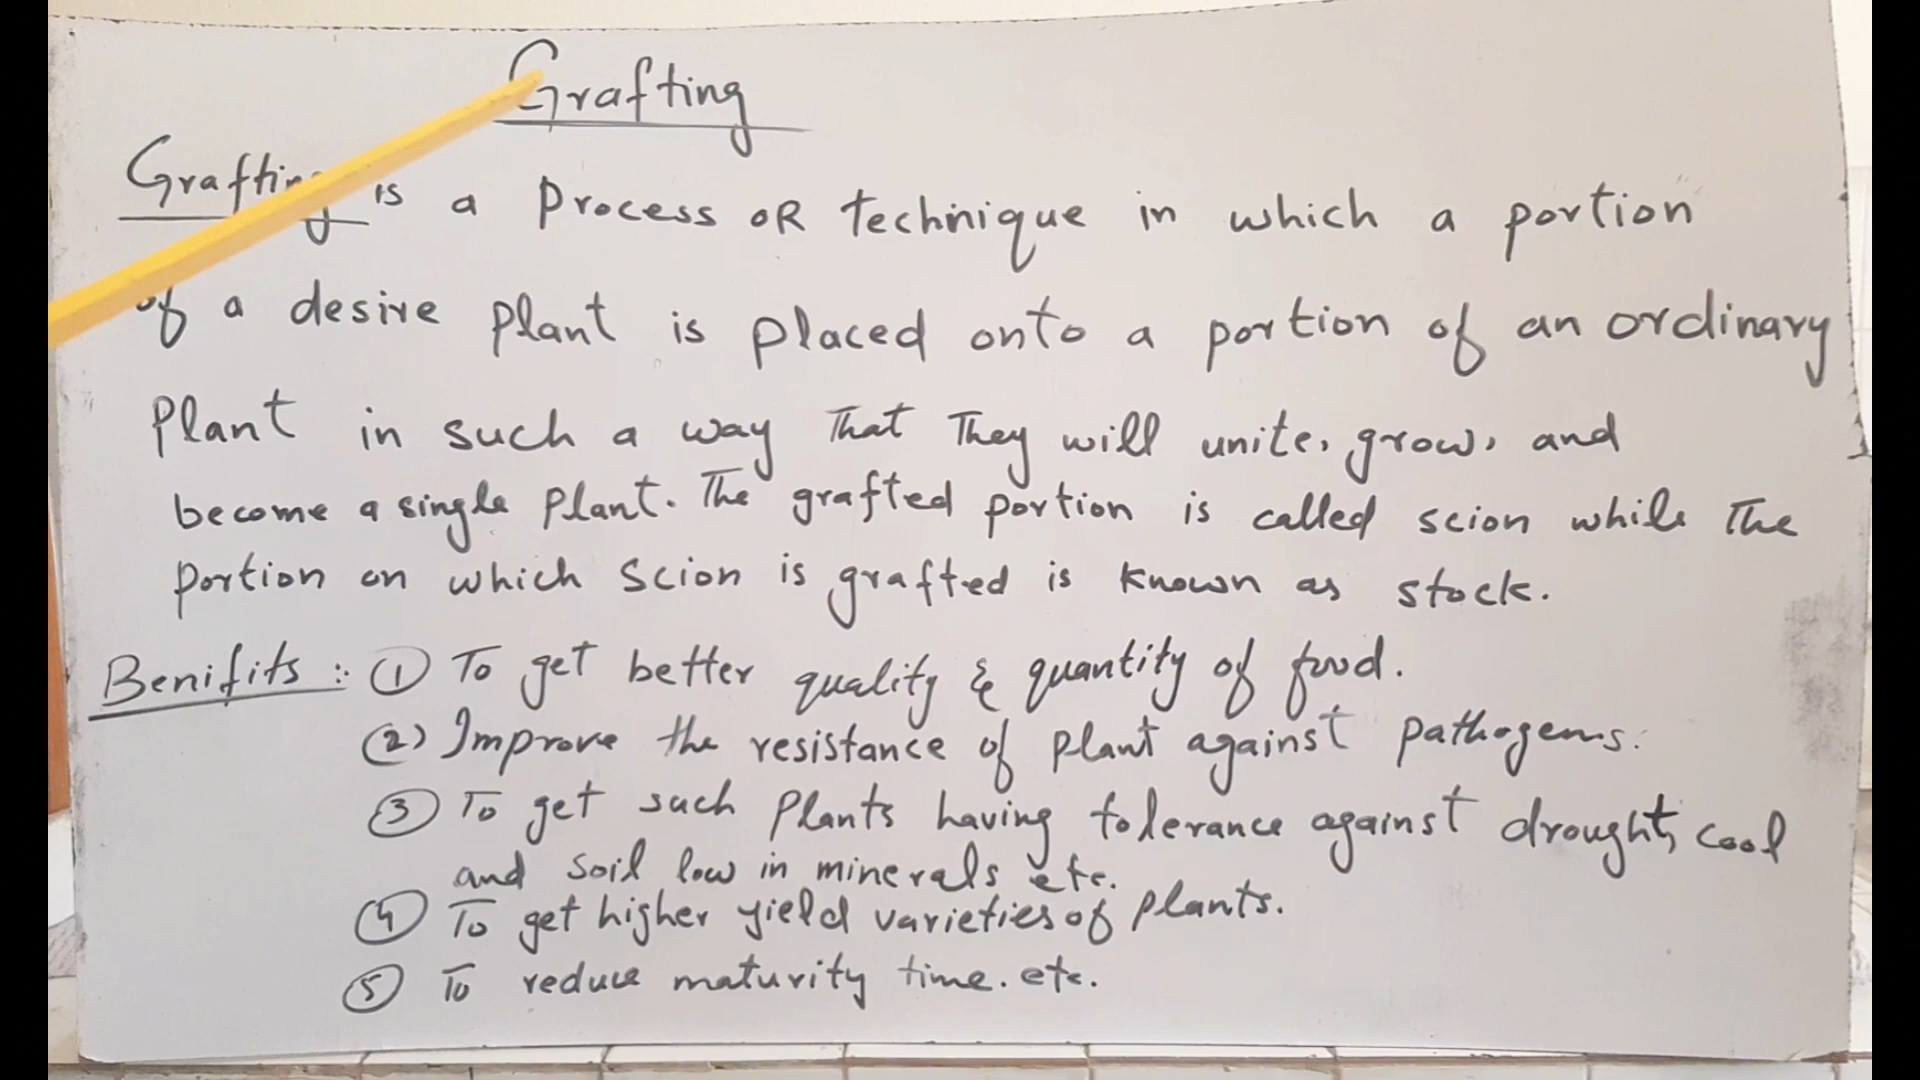 Grafting
Grafting is a Process OR technique in which a portion
of a desire Plant is placed onto a portion of an ordinary
Plant in such a way That They will unite, grow, and
become a single Plant. The grafted portion is called scion while The
portion on which Scion is grafted is known as stock.
Benifits :- ① To get better quality & quantity of food.
(2) Improve the resistance of Plant against pathogens.
③ To get such Plants having tolerance against drought, cool
and soil low in minerals etc.
④ To get higher yield varieties of plants.
⑤ To reduce maturity time. etc.